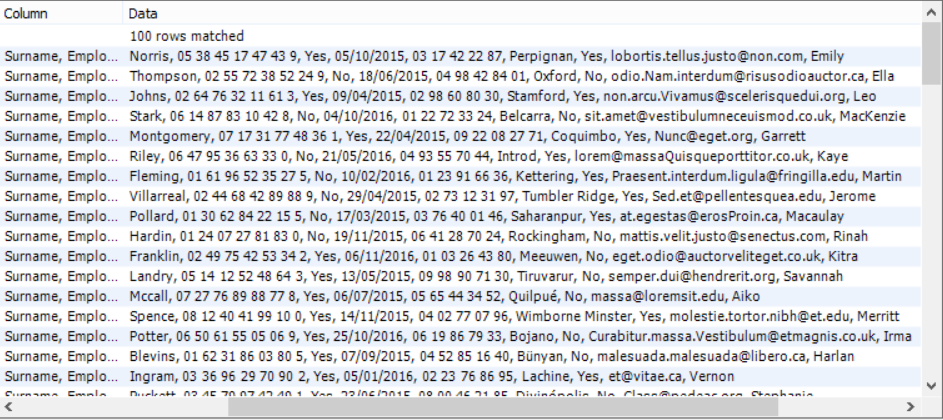 Column Data
100 rows matched
Surname, Emplo... Norris, 05 38 45 17 47 43 9, Yes, 05/10/2015, 03 17 42 22 87, Perpignan, Yes, lobortis.tellus.justo@non.com, Emily
Surname, Emplo... Thompson, 02 55 72 38 52 24 9, No, 18/06/2015, 04 98 42 84 01, Oxford, No, odio.Nam.interdum@risusodioauctor.ca, Ella
Surname, Emplo... Johns, 02 64 76 32 11 61 3, Yes, 09/04/2015, 02 98 60 80 30, Stamford, Yes, non.arcu.Vivamus@scelerisquedui.org, Leo
Surname, Emplo... Stark, 06 14 87 83 10 42 8, No, 04/10/2016, 01 22 72 33 24, Belcarra, No, sit.amet@vestibulumneceuismod.co.uk, MacKenzie
Surname, Emplo... Montgomery, 07 17 31 77 48 36 1, Yes, 22/04/2015, 09 22 08 27 71, Coquimbo, Yes, Nunc@eget.org, Garrett
Surname, Emplo... Riley, 06 47 95 36 63 33 0, No, 21/05/2016, 04 93 55 70 44, Introd, Yes, lorem@massaQuisqueporttitor.co.uk, Kaye
Surname, Emplo... Fleming, 01 61 96 52 35 27 5, No, 10/02/2016, 01 23 91 66 36, Kettering, Yes, Praesent.interdum.ligula@fringilla.edu, Martin
Surname, Emplo... Villarreal, 02 44 68 42 89 88 9, No, 29/04/2015, 02 73 12 31 97, Tumbler Ridge, Yes, Sed.et@pellentesquea.edu, Jerome
Surname, Emplo... Pollard, 01 30 62 84 22 15 5, No, 17/03/2015, 03 76 40 01 46, Saharanpur, Yes, at.egestas@erosProin.ca, Macaulay
Surname, Emplo... Hardin, 01 24 07 27 81 83 0, No, 19/11/2015, 06 41 28 70 24, Rockingham, No, mattis.velit.justo@senectus.com, Rinah
Surname, Emplo... Franklin, 02 49 75 42 53 34 2, Yes, 06/11/2016, 01 03 26 43 80, Meeuwen, No, eget.odio@auctorveliteget.co.uk, Kitra
Surname, Emplo... Landry, 05 14 12 52 48 64 3, Yes, 13/05/2015, 09 98 90 71 30, Tiruvarur, No, semper.dui@hendrerit.org, Savannah
Surname, Emplo... Mccall, 07 27 76 89 88 77 8, Yes, 06/07/2015, 05 65 44 34 52, Quilpué, No, massa@loremsit.edu, Aiko
Surname, Emplo... Spence, 08 12 40 41 99 10 0, Yes, 14/11/2015, 04 02 77 07 96, Wimborne Minster, Yes, molestie.tortor.nibh@et.edu, Merritt
Surname, Emplo... Potter, 06 50 61 55 05 06 9, Yes, 25/10/2016, 06 19 86 79 33, Bojano, No, Curabitur.massa.Vestibulum@etmagnis.co.uk, Irma
Surname, Emplo... Blevins, 01 62 31 86 03 80 5, Yes, 07/09/2015, 04 52 85 16 40, Bünyan, No, malesuada.malesuada@libero.ca, Harlan
Surname, Emplo... Ingram, 03 36 96 29 70 90 2, Yes, 05/01/2016, 02 23 76 86 95, Lachine, Yes, et@vitae.ca, Vernon
Surname, Emplo...